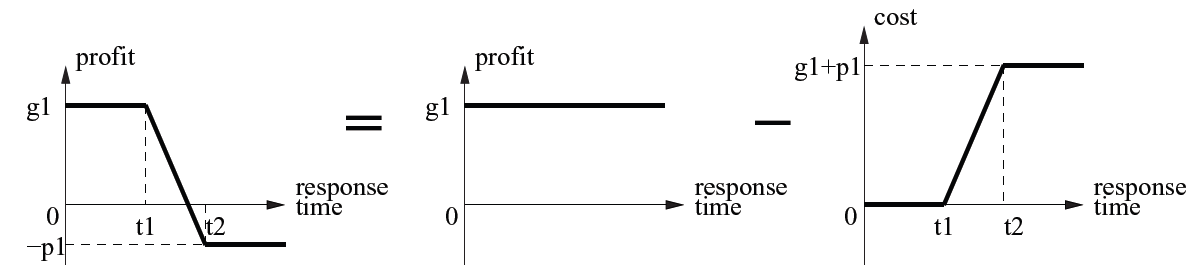 profit
g1
0
−p1
t1
t2
response
time
=
profit
g1
0
response
time
−
cost
g1+p1
0
t1
t2
response
time